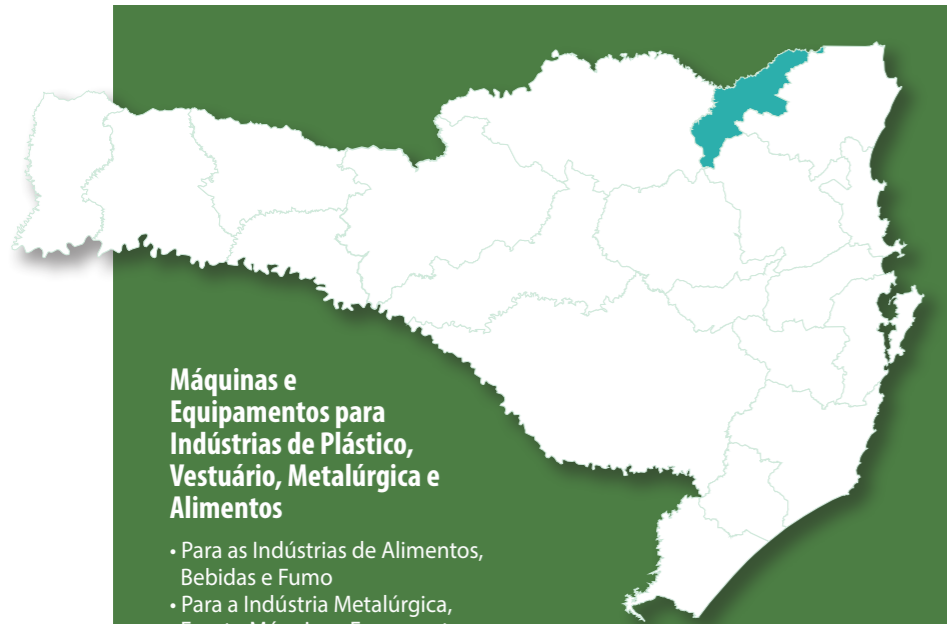 Máquinas e
Equipamentos para
Indústrias de Plástico,
Vestuário, Metalúrgica e
Alimentos
• Para as Indústrias de Alimentos,
Bebidas e Fumo
• Para a Indústria Metalúrgica,